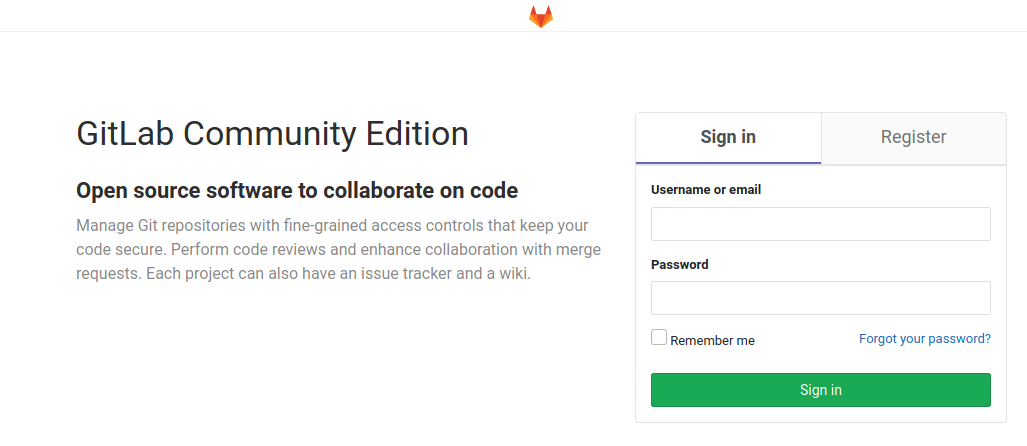 GitLab Community Edition
Open source software to collaborate on code
Manage Git repositories with fine-grained access controls that keep your
code secure. Perform code reviews and enhance collaboration with merge
requests. Each project can also have an issue tracker and a wiki.
Sign in
Register
Username or email
Password
Remember me
Forgot your password?
Sign in